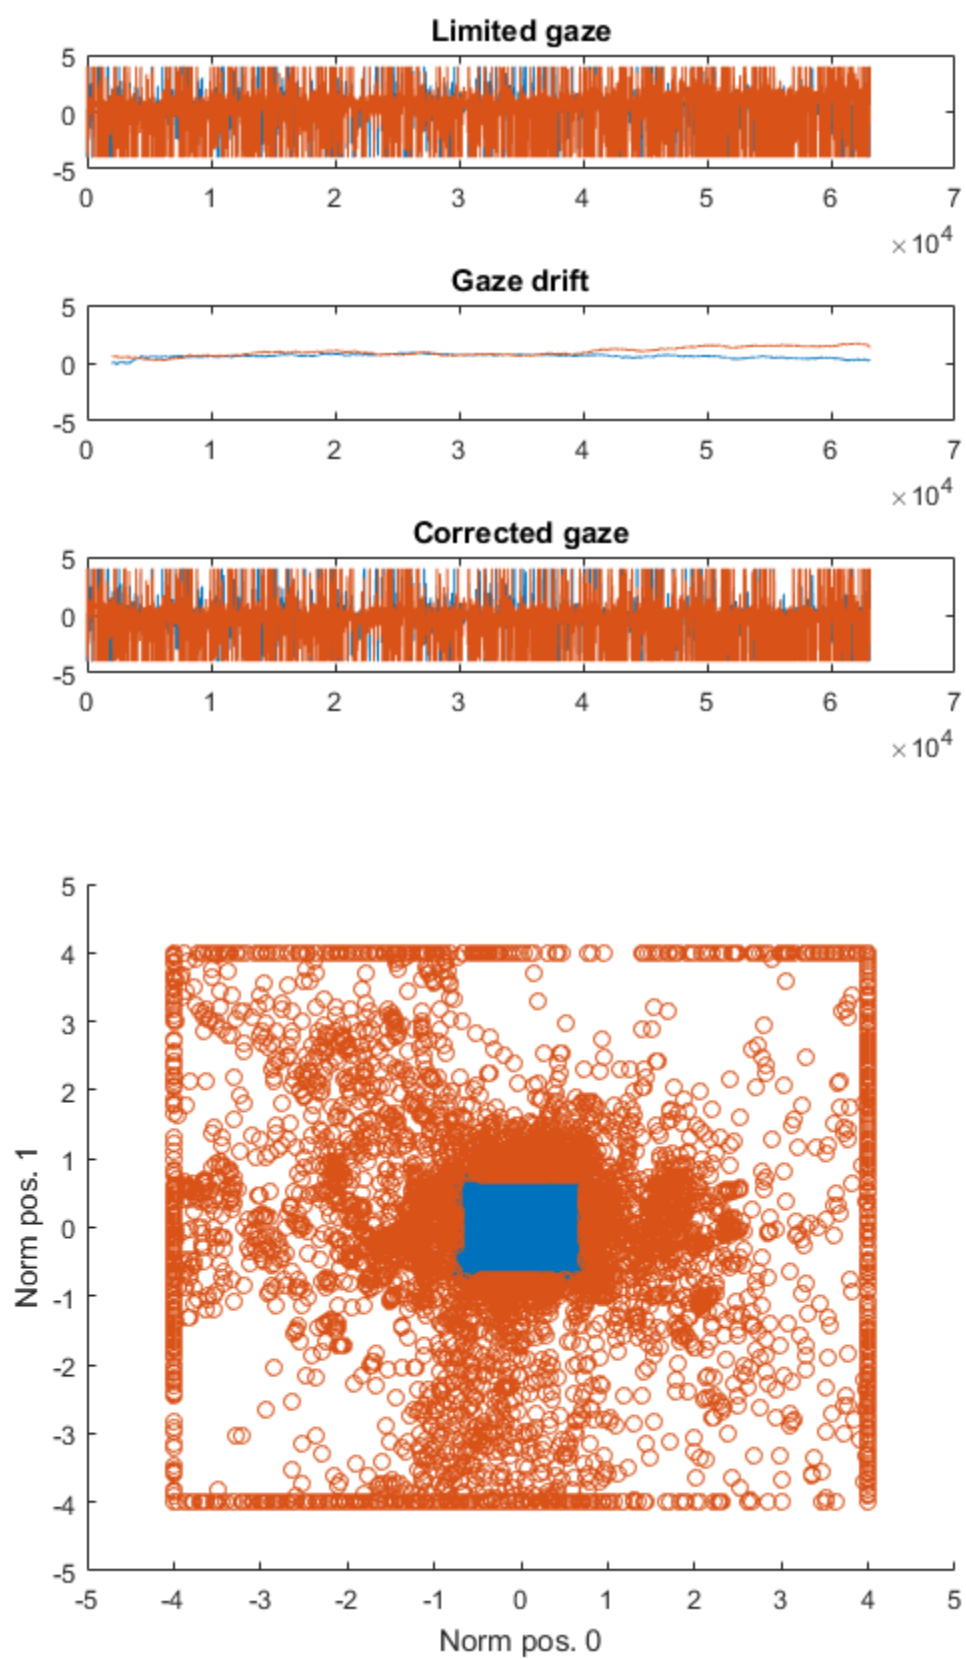 Limited gaze
5
0
-5
0 1 2 3 4 5 6 7
×10^4
Gaze drift
5
0
-5
0 1 2 3 4 5 6 7
×10^4
Corrected gaze
5
0
-5
0 1 2 3 4 5 6 7
×10^4
5
4
3
2
1
0
-1
-2
-3
-4
-5
Norm pos. 1
-5 -4 -3 -2 -1 0 1 2 3 4 5
Norm pos. 0